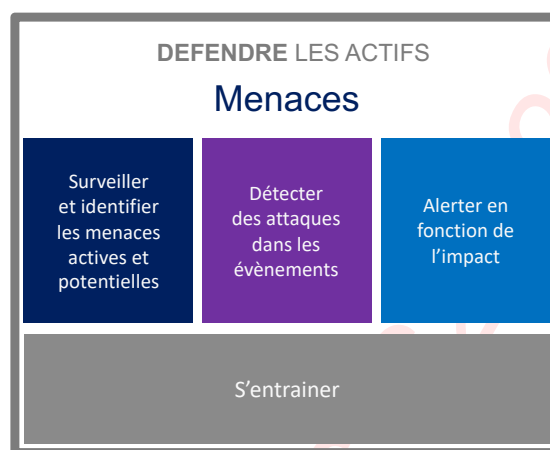 DEFENDRE LES ACTIFS
Menaces
Surveiller
et identifier
les menaces
actives et
potentielles
Détecter
des attaques
dans les
évènements
Alerter en
fonction de
l'impact
S'entrainer